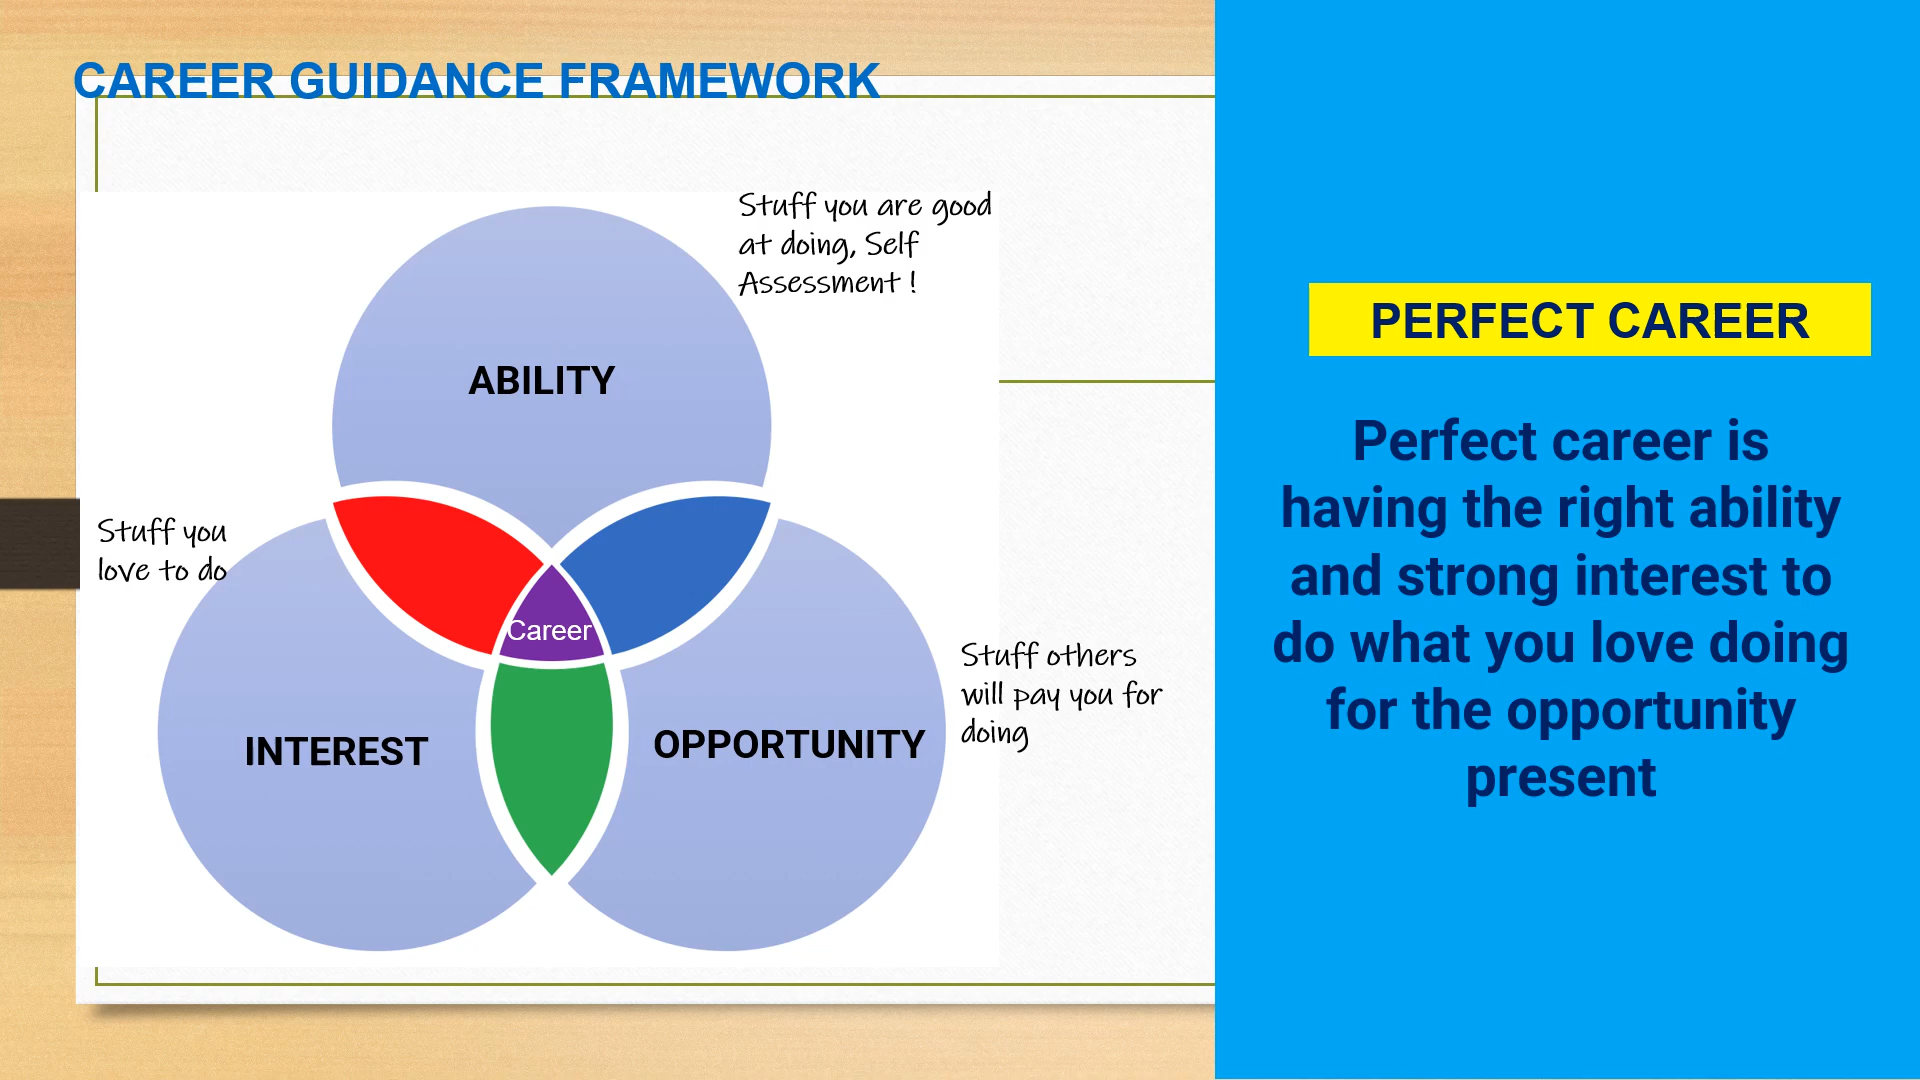 CAREER GUIDANCE FRAMEWORK
Stuff you are good
at doing, Self
Assessment !
ABILITY
Stuff you
love to do
Career
INTEREST
OPPORTUNITY
Stuff others
will pay you for
doing
PERFECT CAREER
Perfect career is
having the right ability
and strong interest to
do what you love doing
for the opportunity
present